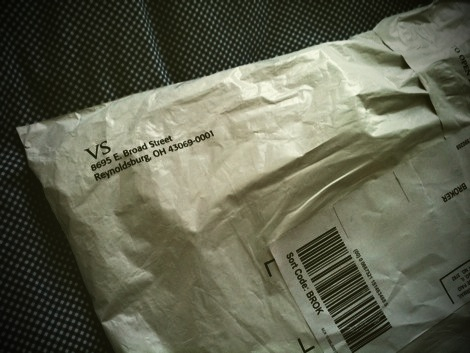 VS
8695 E. Broad Street
Reynoldsburg, OH 43069-0001
BROKER
Sort Code: BROK